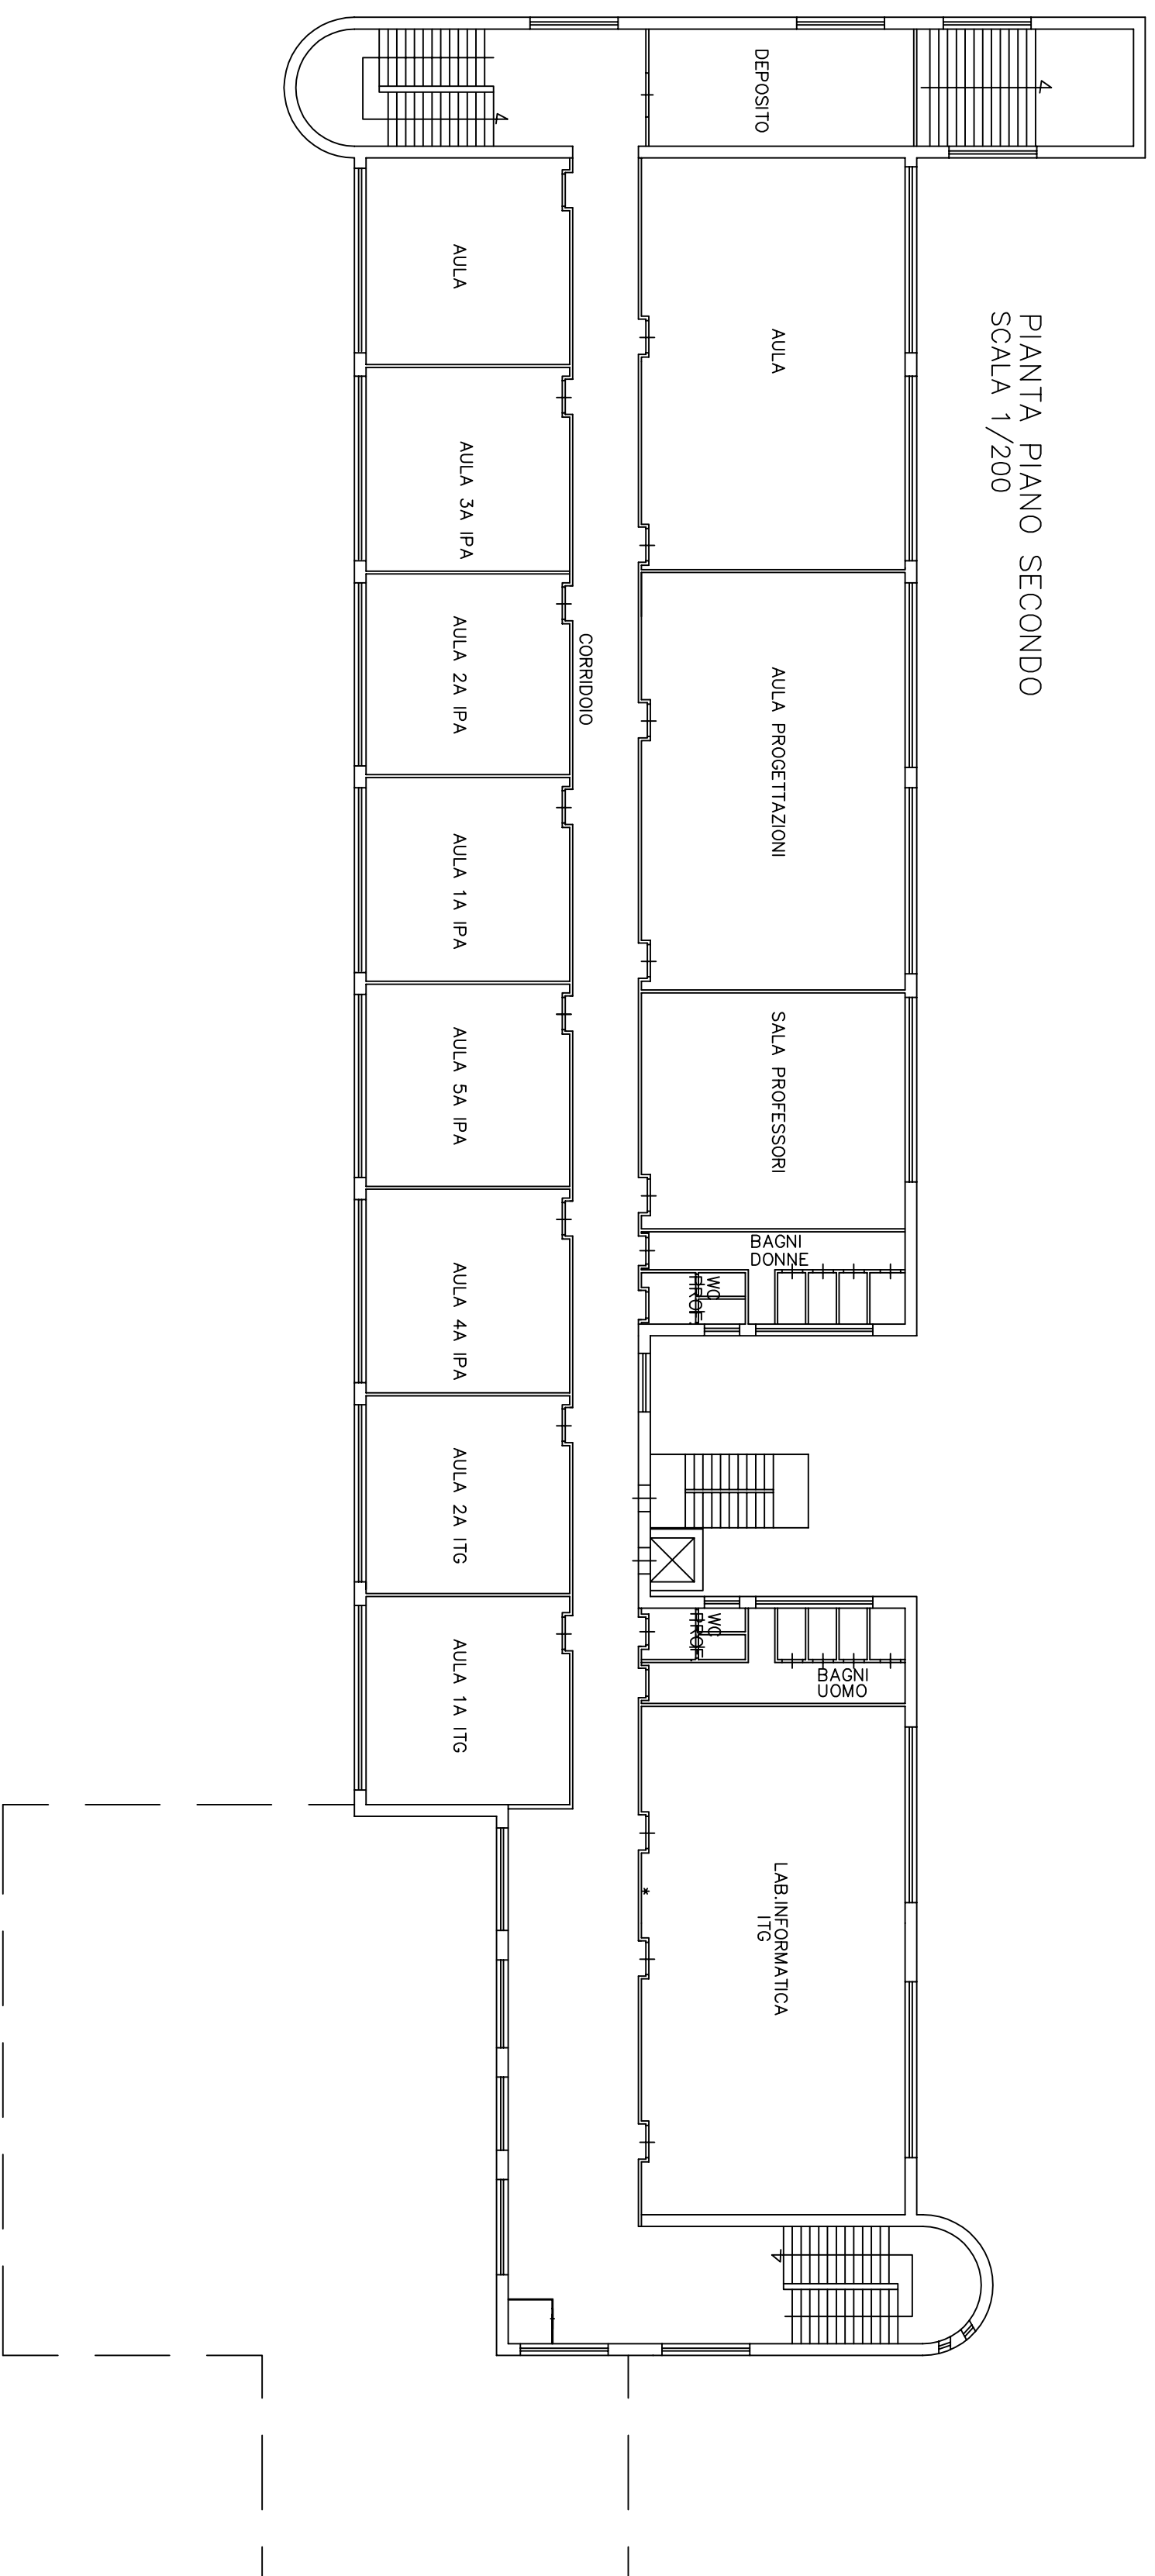 PIANTA PIANO SECONDO
SCALA 1/200
DEPOSITO
AULA
AULA PROGETTAZIONI
SALA PROFESSORI
BAGNI
DONNE
WC
PROF.
WC
PROF
BAGNI
UOMO
LAB.INFORMATICA
ITG
*
CORRIDOIO
AULA
AULA 3A IPA
AULA 2A IPA
AULA 1A IPA
AULA 5A IPA
AULA 4A IPA
AULA 2A ITG
AULA 1A ITG